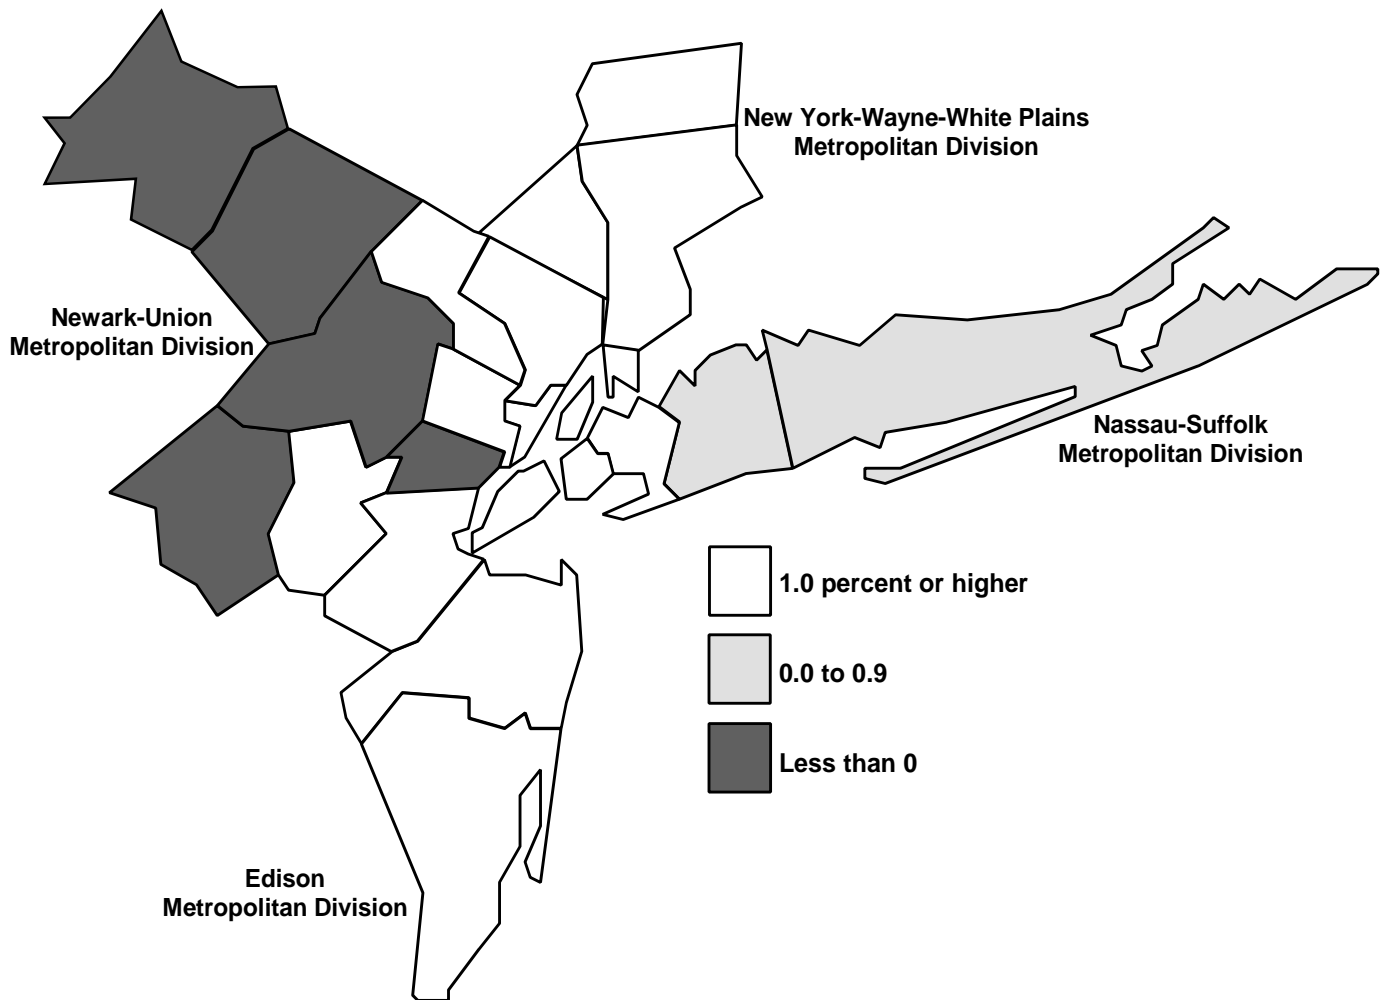 New York-Wayne-White Plains
Metropolitan Division
Newark-Union
Metropolitan Division
Nassau-Suffolk
Metropolitan Division
1.0 percent or higher
0.0 to 0.9
Less than 0
Edison
Metropolitan Division